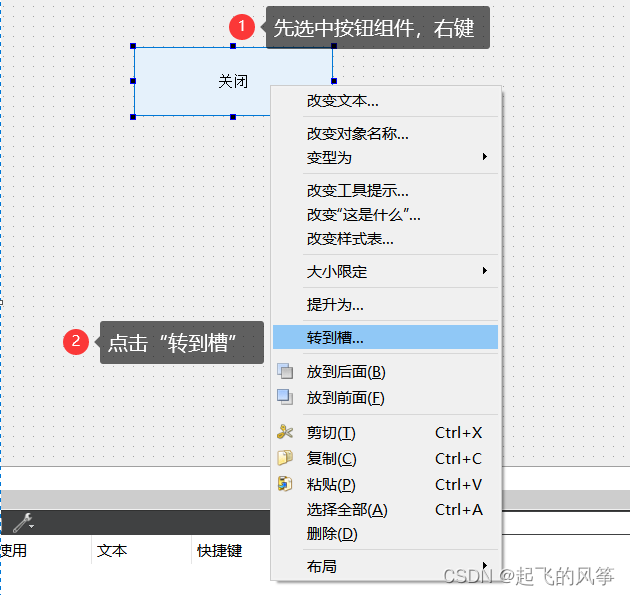 1
先选中按钮组件，右键
关闭
改变文本...
改变对象名称...
变型为
改变工具提示...
改变“这是什么”...
改变样式表...
大小限定
提升为...
2
点击“转到槽”
转到槽...
放到后面(B)
放到前面(F)
剪切(T) Ctrl+X
复制(C) Ctrl+C
粘贴(P) Ctrl+V
选择全部(A) Ctrl+A
删除(D)
使用 文本 快捷键
布局
CSDN @起飞的风筝